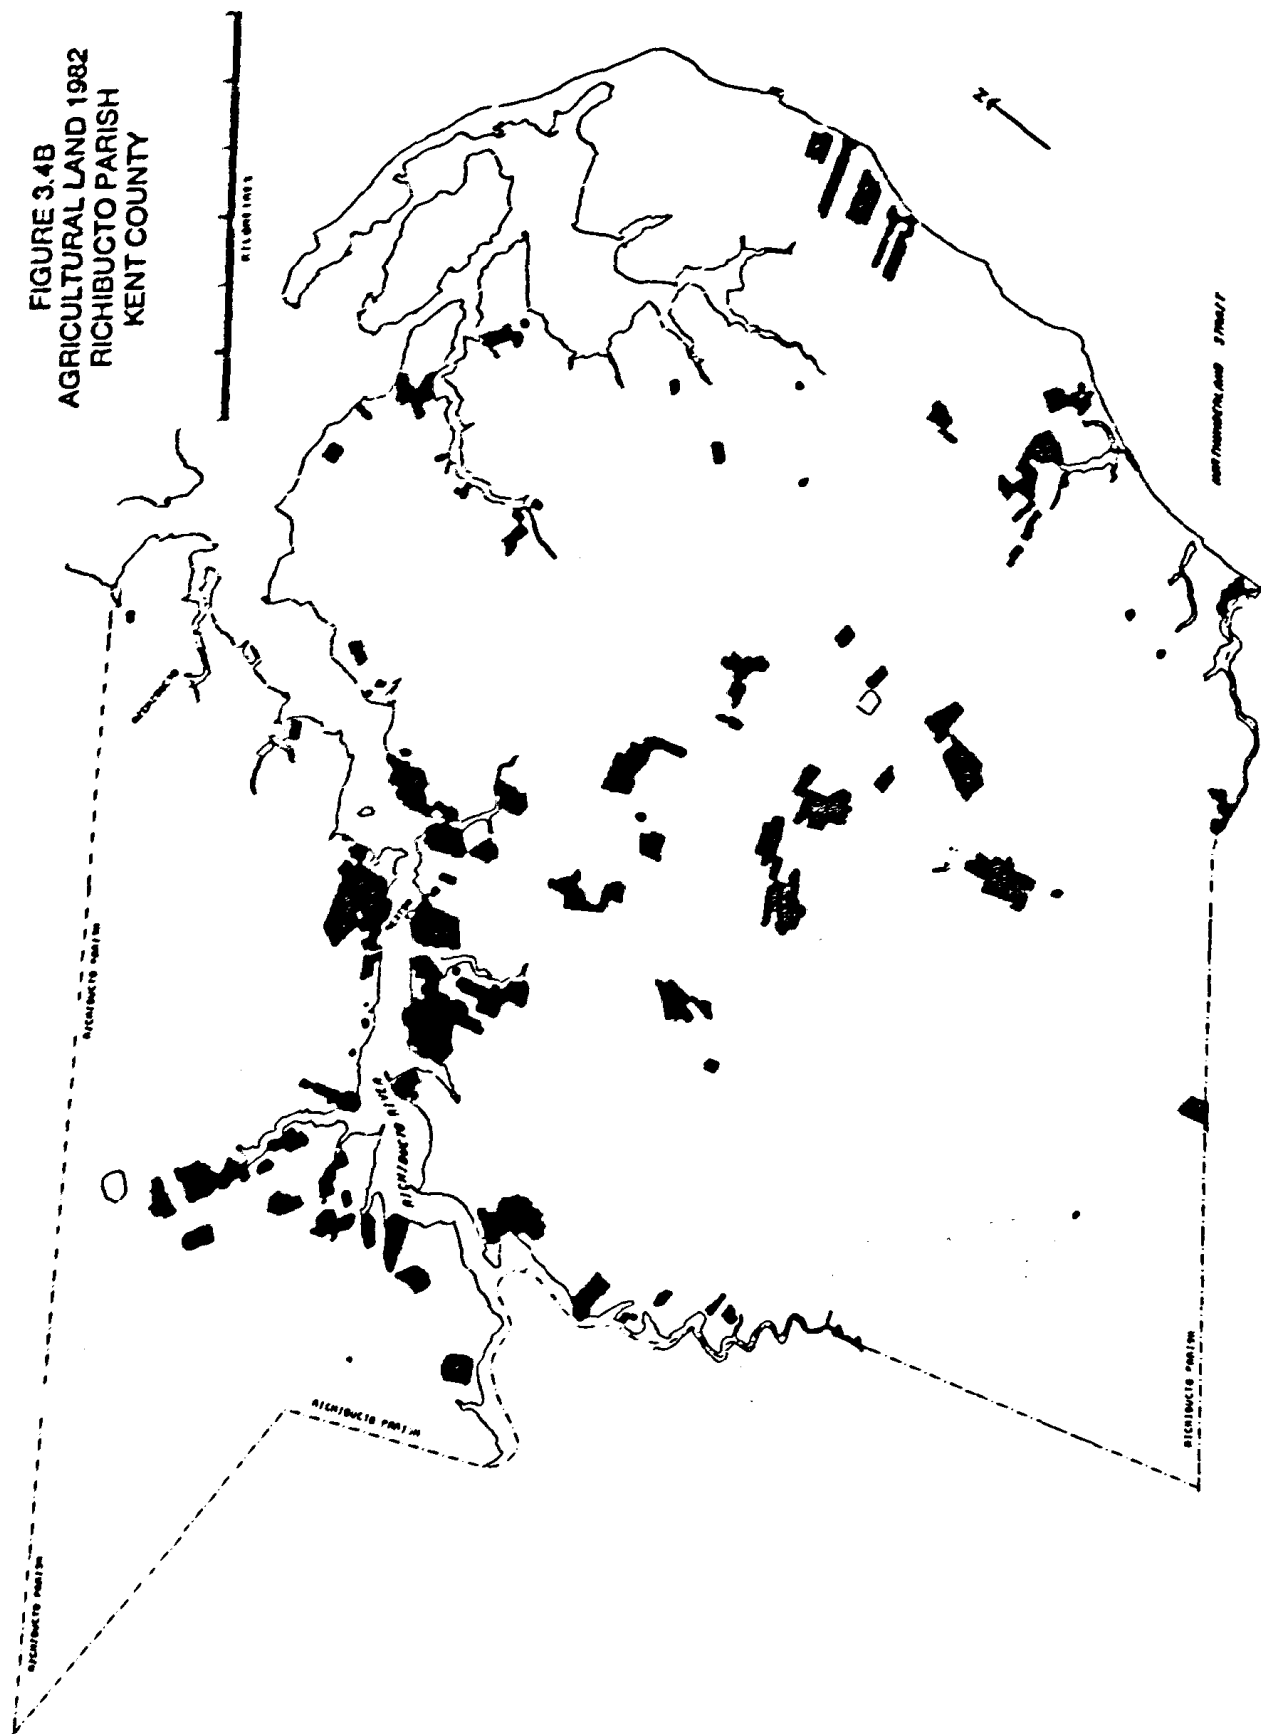 FIGURE 3.4B
AGRICULTURAL LAND 1982
RICHIBUCTO PARISH
KENT COUNTY
KILOMETRES
N
NORTHUMBERLAND STRAIT
RICHIBUCTO PARISH
RICHIBUCTO RIVER
RICHIBUCTO PARISH
RICHIBUCTO PARISH
RICHIBUCTO PARISH